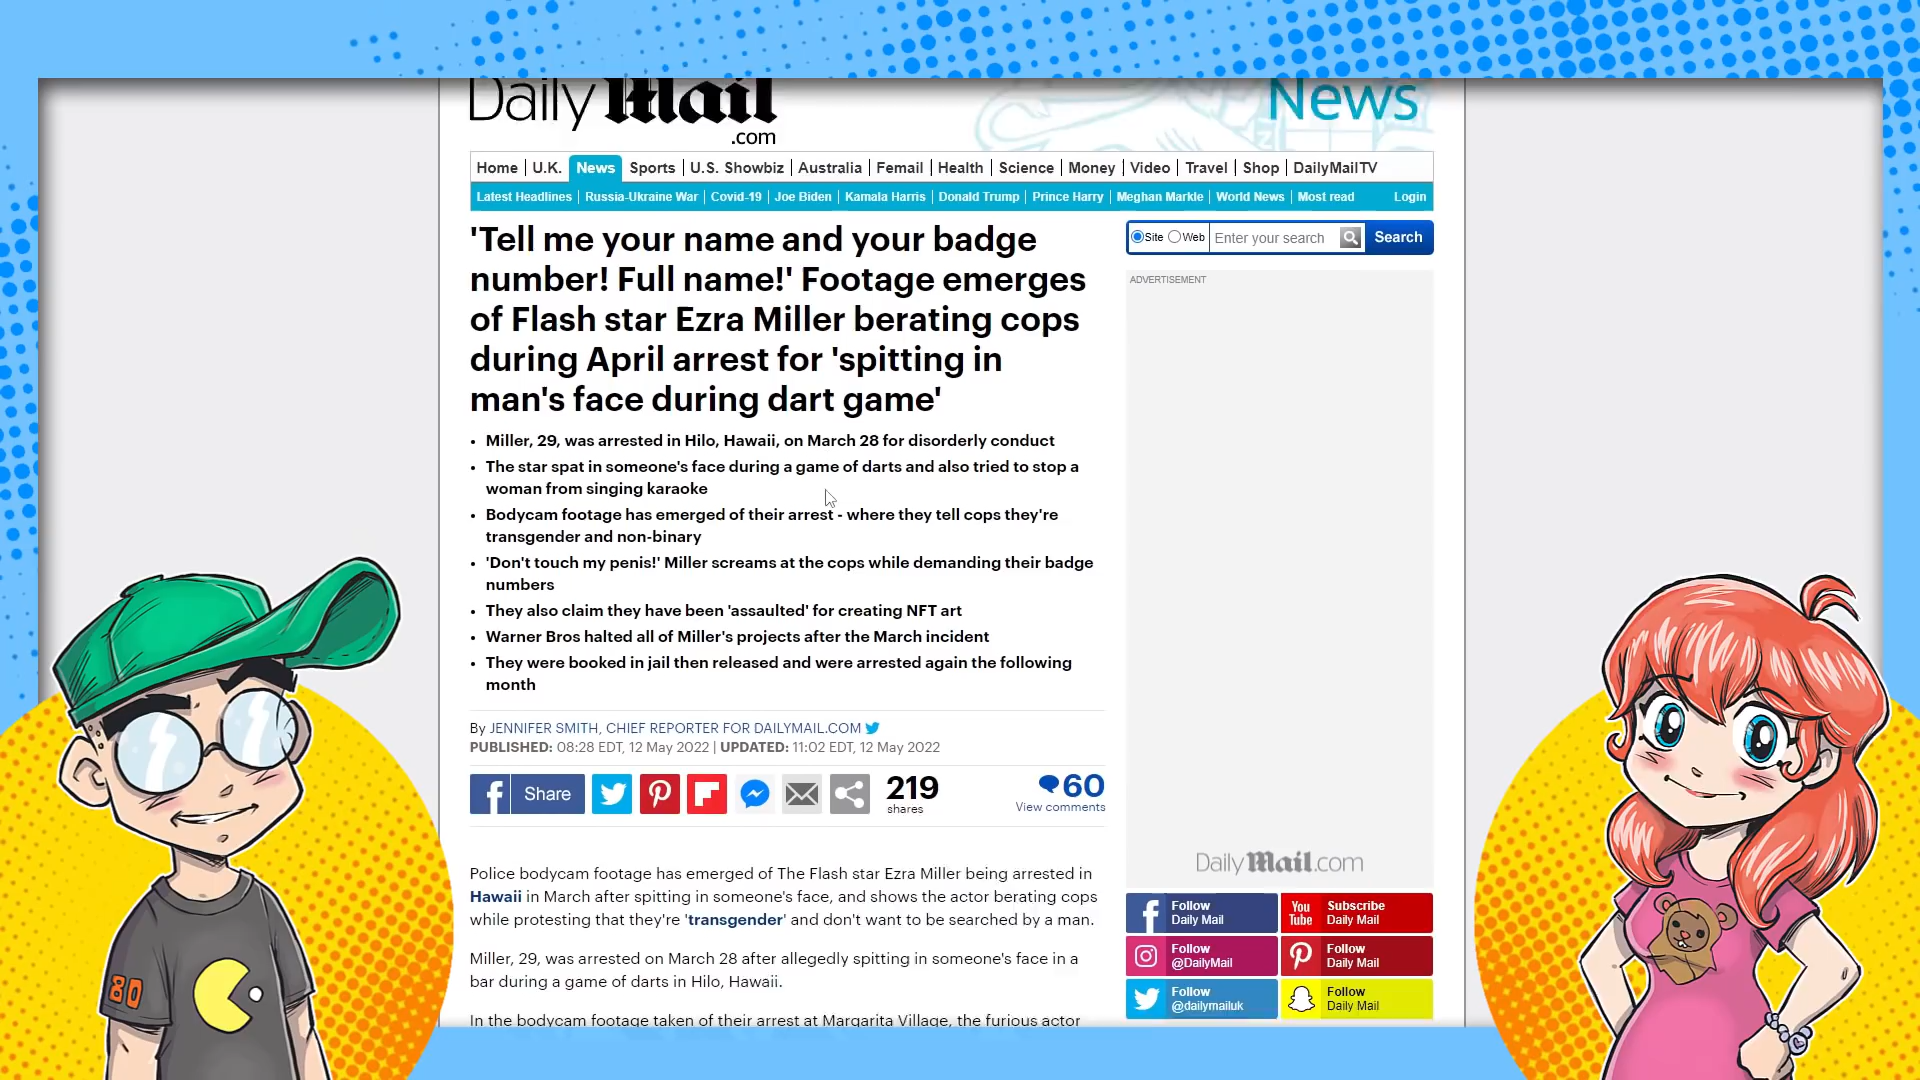 Daily Mail
.com
News
Home U.K. News Sports U.S. Showbiz Australia Femail Health Science Money Video Travel Shop DailyMailTV
Latest Headlines Russia-Ukraine War Covid-19 Joe Biden Kamala Harris Donald Trump Prince Harry Meghan Markle World News Most read Login
'Tell me your name and your badge
number! Full name!' Footage emerges
of Flash star Ezra Miller berating cops
during April arrest for 'spitting in
man's face during dart game'
Site Web Enter your search Search
ADVERTISEMENT
• Miller, 29, was arrested in Hilo, Hawaii, on March 28 for disorderly conduct
• The star spat in someone's face during a game of darts and also tried to stop a
woman from singing karaoke
• Bodycam footage has emerged of their arrest - where they tell cops they're
transgender and non-binary
• 'Don't touch my penis!' Miller screams at the cops while demanding their badge
numbers
• They also claim they have been 'assaulted' for creating NFT art
• Warner Bros halted all of Miller's projects after the March incident
• They were booked in jail then released and were arrested again the following
month
By JENNIFER SMITH, CHIEF REPORTER FOR DAILYMAIL.COM
PUBLISHED: 08:28 EDT, 12 May 2022 | UPDATED: 11:02 EDT, 12 May 2022
Share
219
shares
60
View comments
Police bodycam footage has emerged of The Flash star Ezra Miller being arrested in
Hawaii in March after spitting in someone's face, and shows the actor berating cops
while protesting that they're 'transgender' and don't want to be searched by a man.
Miller, 29, was arrested on March 28 after allegedly spitting in someone's face in a
bar during a game of darts in Hilo, Hawaii.
In the bodycam footage taken of their arrest at Margarita Village, the furious actor
Daily Mail.com
Follow
Daily Mail
You
Tube
Subscribe
Daily Mail
Follow
@DailyMail
Follow
Daily Mail
Follow
@dailymailuk
Follow
Daily Mail
80